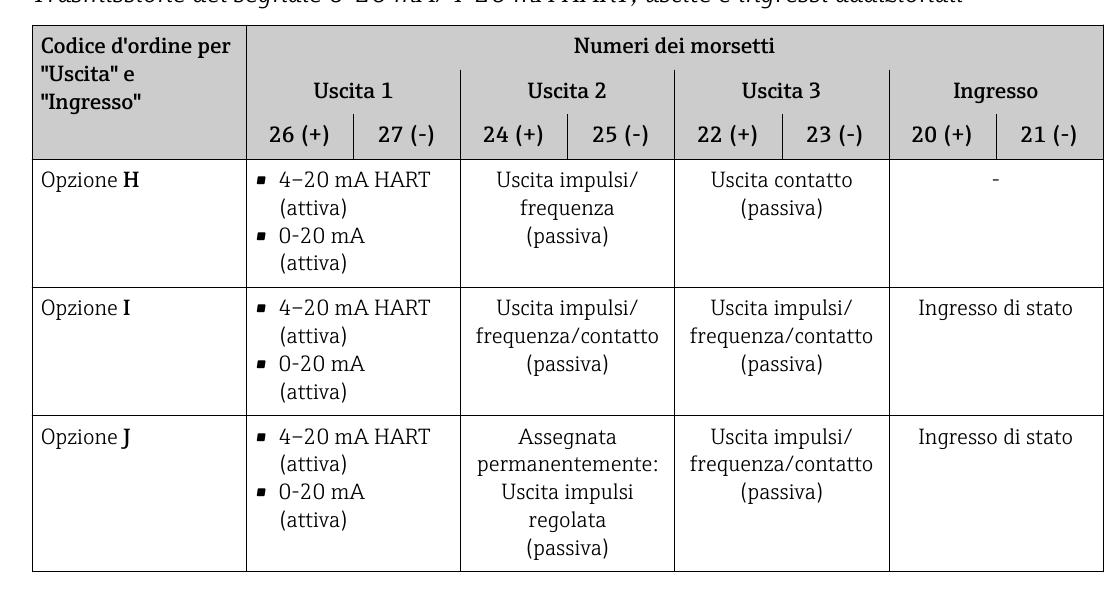 Trasmissione del segnale 0-20 mA/4-20 mA HART, uscite e ingressi addizionali
Codice d'ordine per
"Uscita" e
"Ingresso"
Numeri dei morsetti
Uscita 1
Uscita 2
Uscita 3
Ingresso
26 (+)
27 (-)
24 (+)
25 (-)
22 (+)
23 (-)
20 (+)
21 (-)
Opzione H
▪ 4–20 mA HART
(attiva)
▪ 0-20 mA
(attiva)
Uscita impulsi/
frequenza
(passiva)
Uscita contatto
(passiva)
-
Opzione I
▪ 4–20 mA HART
(attiva)
▪ 0-20 mA
(attiva)
Uscita impulsi/
frequenza/contatto
(passiva)
Uscita impulsi/
frequenza/contatto
(passiva)
Ingresso di stato
Opzione J
▪ 4–20 mA HART
(attiva)
▪ 0-20 mA
(attiva)
Assegnata
permanentemente:
Uscita impulsi
regolata
(passiva)
Uscita impulsi/
frequenza/contatto
(passiva)
Ingresso di stato